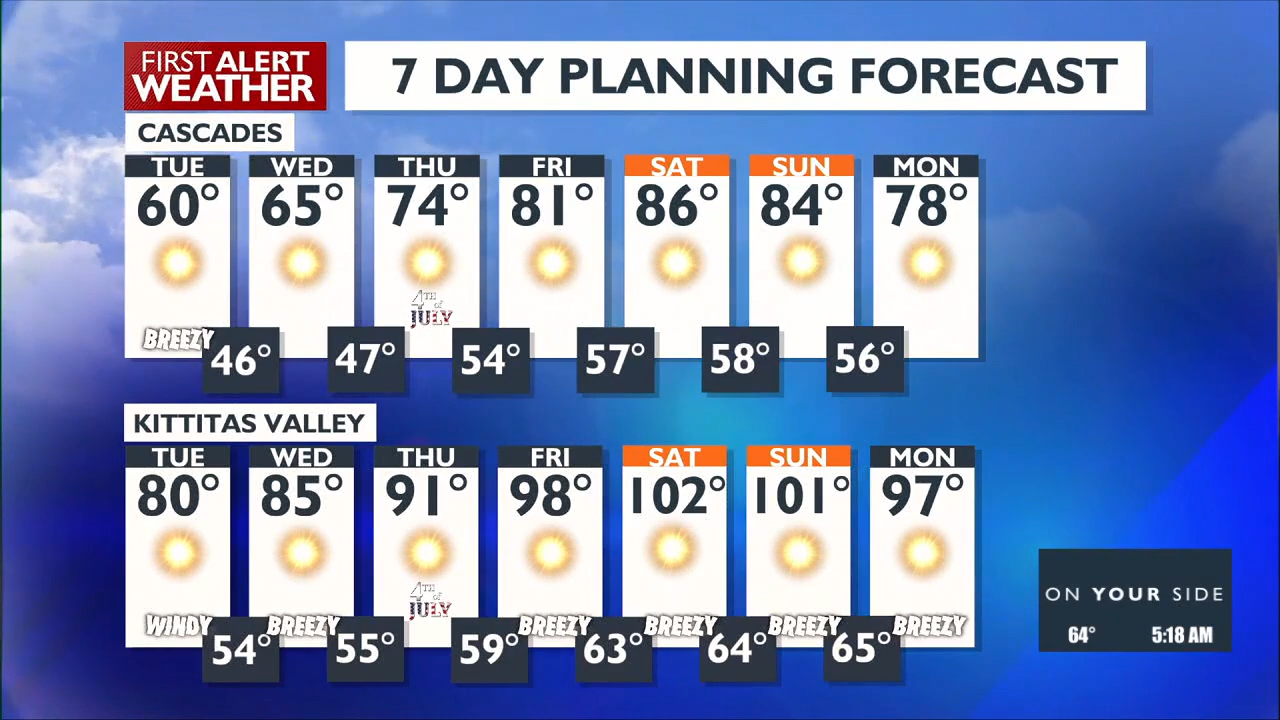 FIRST ALERT
WEATHER
7 DAY PLANNING FORECAST
CASCADES
TUE WED THU FRI SAT SUN MON
60° 65° 74° 81° 86° 84° 78°
4TH
of
JULY
BREEZY
46° 47° 54° 57° 58° 56°
KITTITAS VALLEY
TUE WED THU FRI SAT SUN MON
80° 85° 91° 98° 102° 101° 97°
4TH
of
JULY
WINDY BREEZY BREEZY BREEZY BREEZY BREEZY
54° 55° 59° 63° 64° 65°
ON YOUR SIDE
64° 5:18 AM